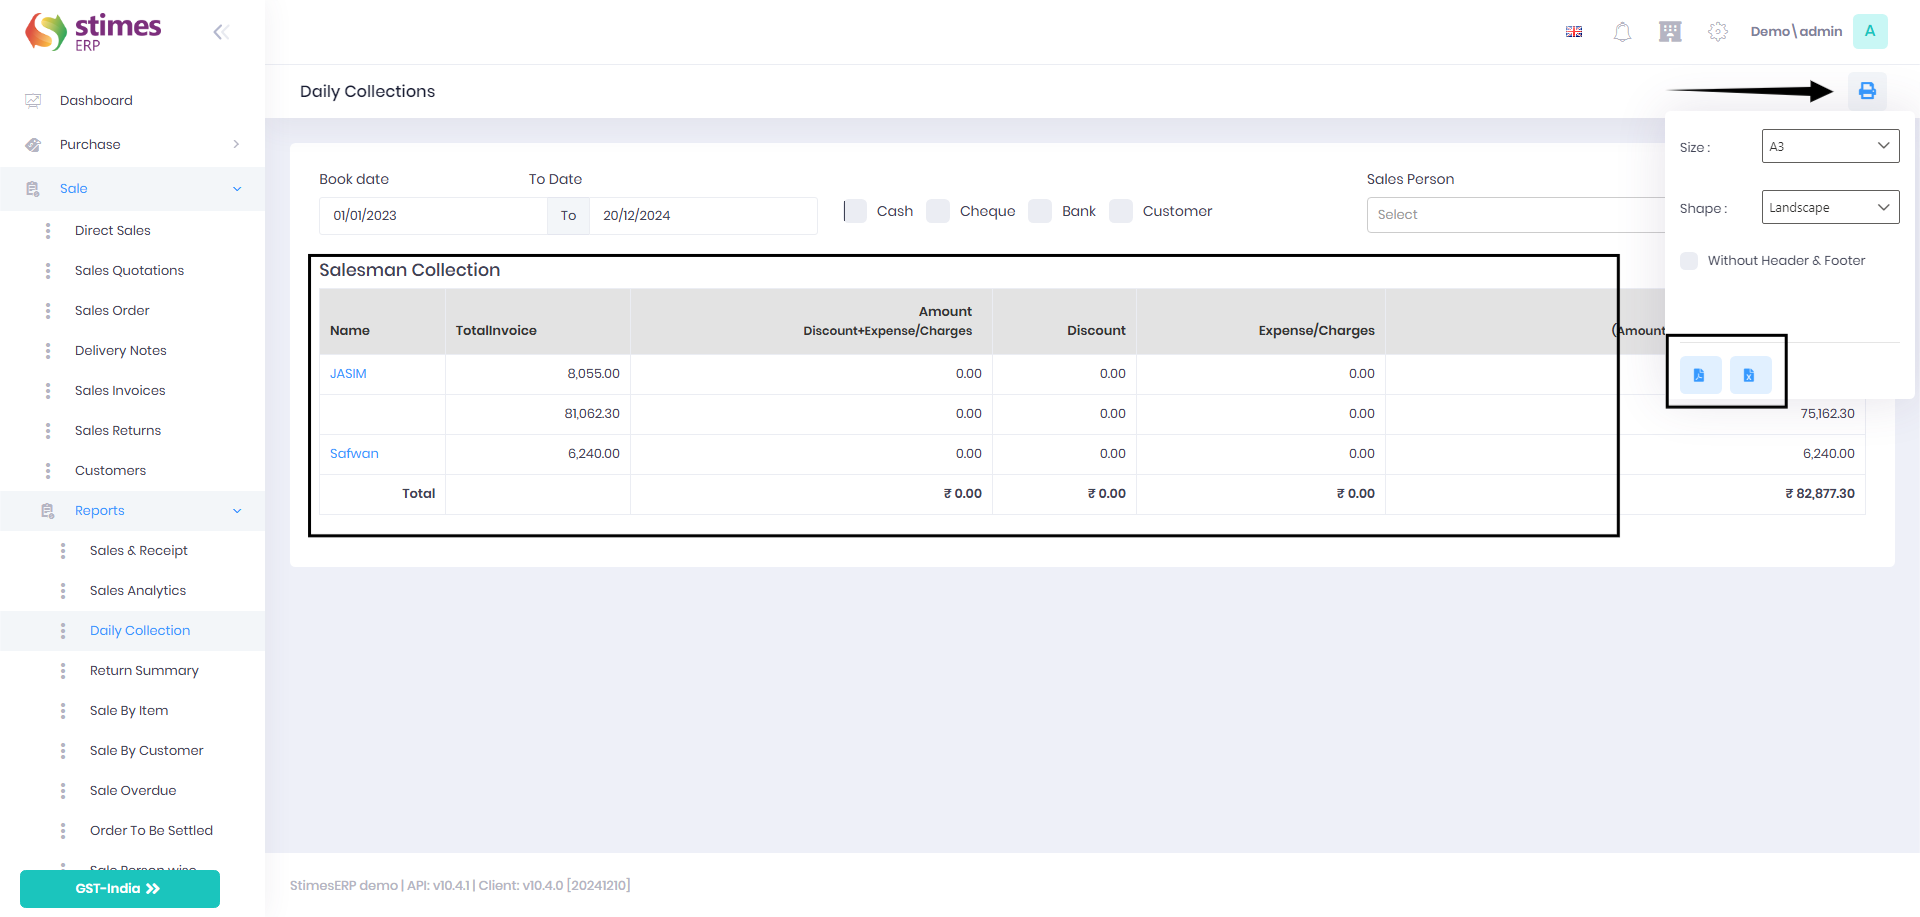 stimes
ERP
Demo\admin
A
Dashboard
Purchase
Sale
Direct Sales
Sales Quotations
Sales Order
Delivery Notes
Sales Invoices
Sales Returns
Customers
Reports
Sales & Receipt
Sales Analytics
Daily Collection
Return Summary
Sale By Item
Sale By Customer
Sale Overdue
Order To Be Settled
Sale Person wise
GST-India
Daily Collections
Book date To Date
01/01/2023 To 20/12/2024
Cash Cheque Bank Customer
Sales Person
Select
Size : A3
Shape : Landscape
Without Header & Footer
Salesman Collection
Name TotalInvoice Amount Discount+Expense/Charges Discount Expense/Charges (Amount
JASIM 8,055.00 0.00 0.00 0.00
81,062.30 0.00 0.00 0.00 75,162.30
Safwan 6,240.00 0.00 0.00 0.00 6,240.00
Total ₹ 0.00 ₹ 0.00 ₹ 0.00 ₹ 82,877.30
StimesERP demo | API: v10.4.1 | Client: v10.4.0 [20241210]